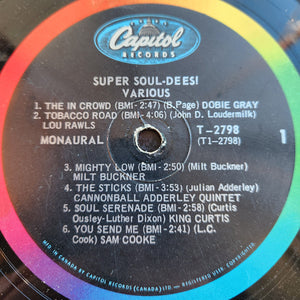 Capitol
RECORDS
SUPER SOUL-DEES!
VARIOUS
1. THE IN CROWD (BMI-2:47) (B.Page) DOBIE GRAY
2. TOBACCO ROAD (BMI-4:06) (John D. Loudermilk)
LOU RAWLS
T-2798
MONAURAL
(T1-2798)
1
3. MIGHTY LOW (BMI-2:50) (Milt Buckner)
MILT BUCKNER
4. THE STICKS (BMI-3:53) (Julian Adderley)
CANNONBALL ADDERLEY QUINTET
5. SOUL SERENADE (BMI-2:58) (Curtis
Ousley-Luther Dixon) KING CURTIS
6. YOU SEND ME (BMI-2:41) (L.C.
Cook) SAM COOKE
MFD. IN CANADA BY CAPITOL RECORDS (CANADA) LTD. REGISTERED USER. COPYRIGHTED.